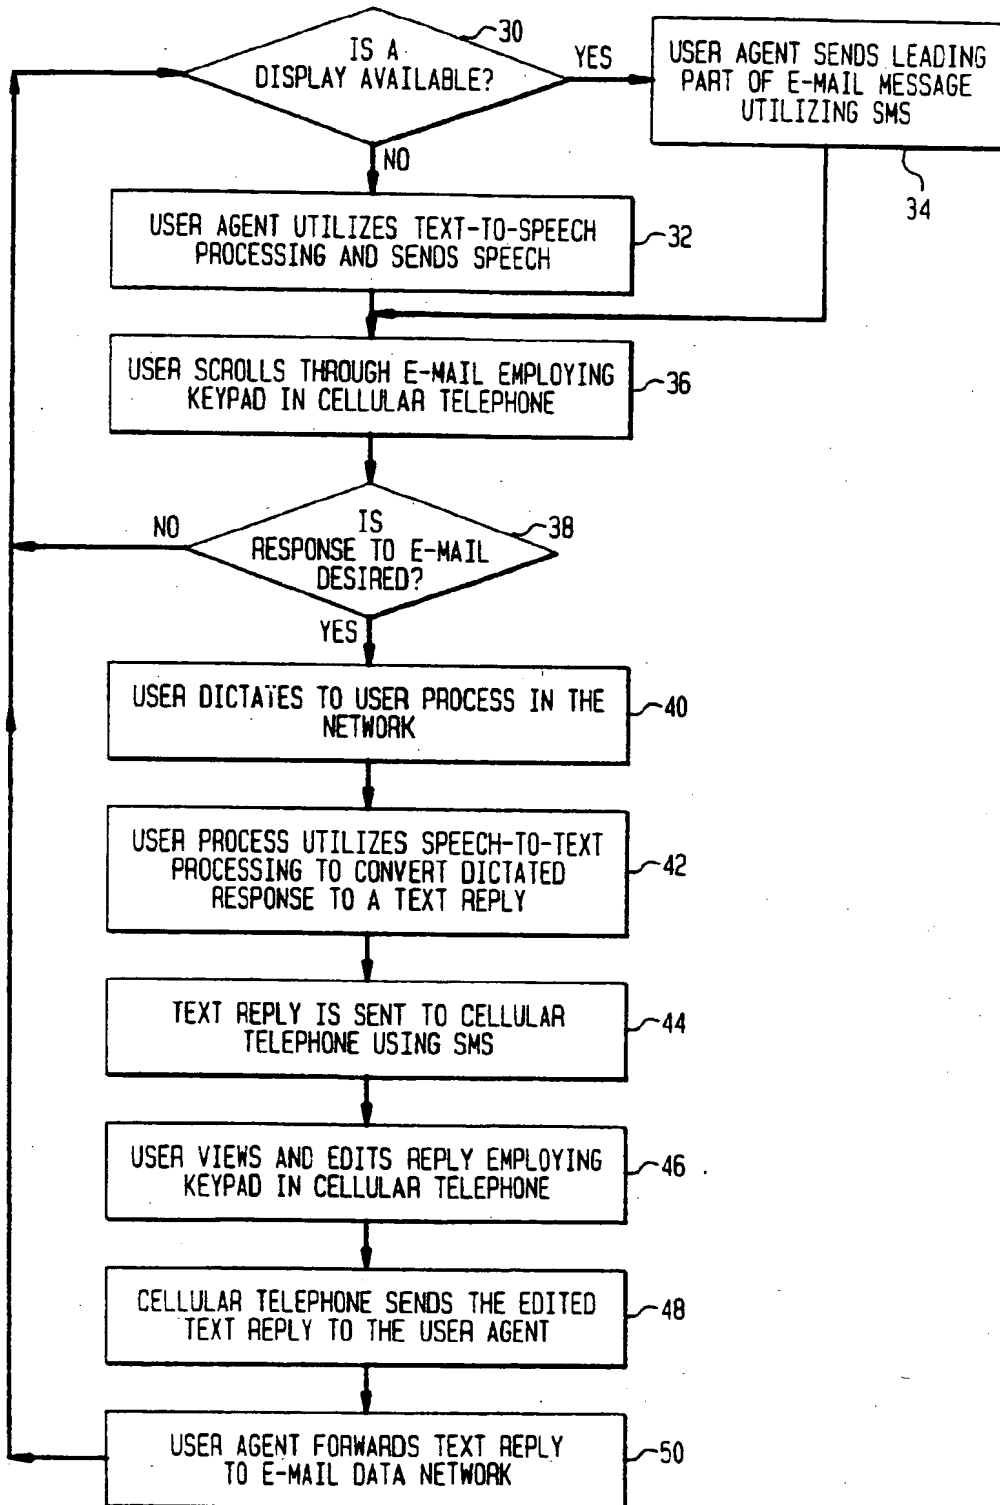 IS A
DISPLAY AVAILABLE?
30
YES
USER AGENT SENDS LEADING
PART OF E-MAIL MESSAGE
UTILIZING SMS
34
NO
USER AGENT UTILIZES TEXT-TO-SPEECH
PROCESSING AND SENDS SPEECH
32
USER SCROLLS THROUGH E-MAIL EMPLOYING
KEYPAD IN CELLULAR TELEPHONE
36
NO
IS
RESPONSE TO E-MAIL
DESIRED?
38
YES
USER DICTATES TO USER PROCESS IN THE
NETWORK
40
USER PROCESS UTILIZES SPEECH-TO-TEXT
PROCESSING TO CONVERT DICTATED
RESPONSE TO A TEXT REPLY
42
TEXT REPLY IS SENT TO CELLULAR
TELEPHONE USING SMS
44
USER VIEWS AND EDITS REPLY EMPLOYING
KEYPAD IN CELLULAR TELEPHONE
46
CELLULAR TELEPHONE SENDS THE EDITED
TEXT REPLY TO THE USER AGENT
48
USER AGENT FORWARDS TEXT REPLY
TO E-MAIL DATA NETWORK
50